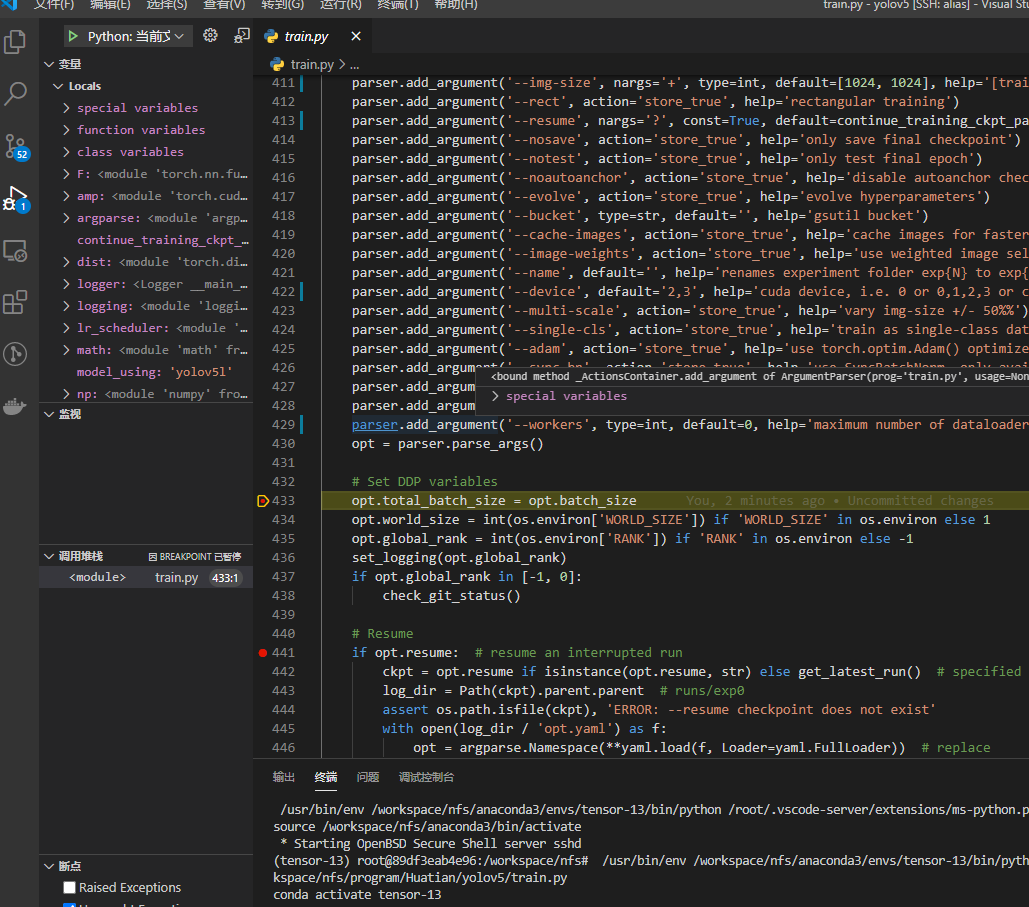 文件(F) 编辑(E) 选择(S) 查看(V) 转到(G) 运行(R) 终端(T) 帮助(H) train.py - yolov5 [SSH: alias] - Visual Stu
Python: 当前文
train.py
train.py > ...
变量
Locals
special variables
function variables
class variables
F: <module 'torch.nn.fu…
amp: <module 'torch.cud…
argparse: <module 'argp…
continue_training_ckpt_…
dist: <module 'torch.di…
logger: <Logger __main_…
logging: <module 'loggi…
lr_scheduler: <module '…
math: <module 'math' fr…
model_using: 'yolov5l'
np: <module 'numpy' fro…
监视
调用堆栈 因 BREAKPOINT 已暂停
<module> train.py 433:1
断点
Raised Exceptions
52
1
411 parser.add_argument('--img-size', nargs='+', type=int, default=[1024, 1024], help='[trai
412 parser.add_argument('--rect', action='store_true', help='rectangular training')
413 parser.add_argument('--resume', nargs='?', const=True, default=continue_training_ckpt_pa
414 parser.add_argument('--nosave', action='store_true', help='only save final checkpoint')
415 parser.add_argument('--notest', action='store_true', help='only test final epoch')
416 parser.add_argument('--noautoanchor', action='store_true', help='disable autoanchor chec
417 parser.add_argument('--evolve', action='store_true', help='evolve hyperparameters')
418 parser.add_argument('--bucket', type=str, default='', help='gsutil bucket')
419 parser.add_argument('--cache-images', action='store_true', help='cache images for faster
420 parser.add_argument('--image-weights', action='store_true', help='use weighted image sel
421 parser.add_argument('--name', default='', help='renames experiment folder exp{N} to exp{
422 parser.add_argument('--device', default='2,3', help='cuda device, i.e. 0 or 0,1,2,3 or c
423 parser.add_argument('--multi-scale', action='store_true', help='vary img-size +/- 50%%')
424 parser.add_argument('--single-cls', action='store_true', help='train as single-class dat
425 parser.add_argument('--adam', action='store_true', help='use torch.optim.Adam() optimize
426 parser.add_argument('--sync-bn', action='store_true', help='use SyncBatchNorm, only avai
<bound method _ActionsContainer.add_argument of ArgumentParser(prog='train.py', usage=Non
special variables
427 parser.add_argum
428 parser.add_argum
429 parser.add_argument('--workers', type=int, default=0, help='maximum number of dataloader
430 opt = parser.parse_args()
431
432 # Set DDP variables
433 opt.total_batch_size = opt.batch_size You, 2 minutes ago • Uncommitted changes
434 opt.world_size = int(os.environ['WORLD_SIZE']) if 'WORLD_SIZE' in os.environ else 1
435 opt.global_rank = int(os.environ['RANK']) if 'RANK' in os.environ else -1
436 set_logging(opt.global_rank)
437 if opt.global_rank in [-1, 0]:
438 check_git_status()
439
440 # Resume
441 if opt.resume: # resume an interrupted run
442 ckpt = opt.resume if isinstance(opt.resume, str) else get_latest_run() # specified
443 log_dir = Path(ckpt).parent.parent # runs/exp0
444 assert os.path.isfile(ckpt), 'ERROR: --resume checkpoint does not exist'
445 with open(log_dir / 'opt.yaml') as f:
446 opt = argparse.Namespace(**yaml.load(f, Loader=yaml.FullLoader)) # replace
输出 终端 问题 调试控制台
/usr/bin/env /workspace/nfs/anaconda3/envs/tensor-13/bin/python /root/.vscode-server/extensions/ms-python.p
source /workspace/nfs/anaconda3/bin/activate
* Starting OpenBSD Secure Shell server sshd
(tensor-13) root@89df3eab4e96:/workspace/nfs# /usr/bin/env /workspace/nfs/anaconda3/envs/tensor-13/bin/pyth
kspace/nfs/program/Huatian/yolov5/train.py
conda activate tensor-13